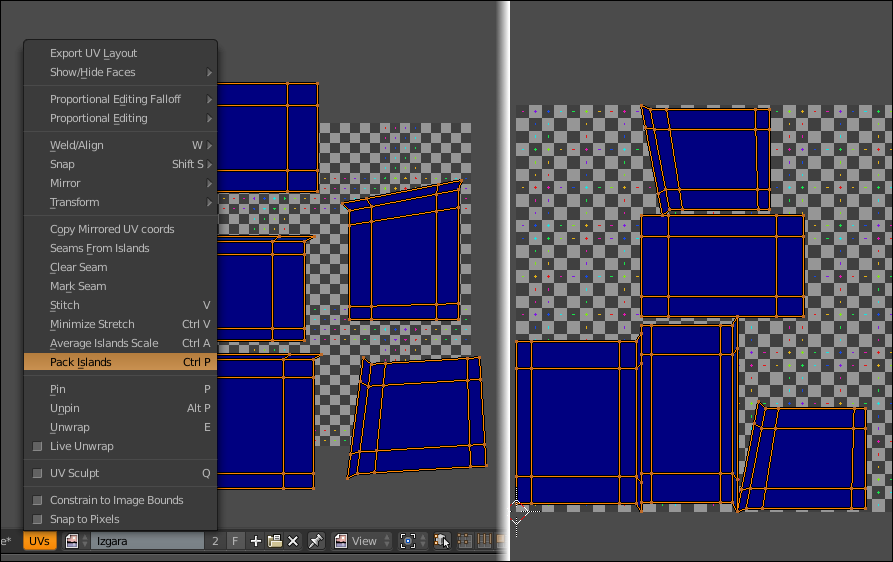 Export UV Layout
Show/Hide Faces
Proportional Editing Falloff
Proportional Editing
Weld/Align W
Snap Shift S
Mirror
Transform
Copy Mirrored UV coords
Seams From Islands
Clear Seam
Mark Seam
Stitch V
Minimize Stretch Ctrl V
Average Islands Scale Ctrl A
Pack Islands Ctrl P
Pin P
Unpin Alt P
Unwrap E
Live Unwrap
UV Sculpt Q
Constrain to Image Bounds
Snap to Pixels
e* UVs Izgara 2 F View